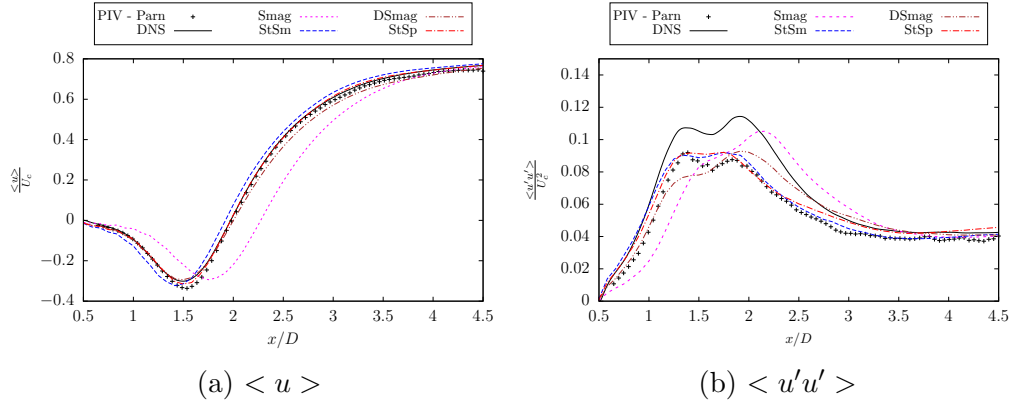 PIV - Parn Smag DSmag
DNS StSm StSp
0.8
0.6
0.4
0.2
0
−0.2
−0.4
<u>
U_c
0.5 1 1.5 2 2.5 3 3.5 4 4.5
x/D
(a) < u >
PIV - Parn Smag DSmag
DNS StSm StSp
0.14
0.12
0.1
0.08
0.06
0.04
0.02
0
<u′u′>
U_c^2
0.5 1 1.5 2 2.5 3 3.5 4 4.5
x/D
(b) < u′u′ >